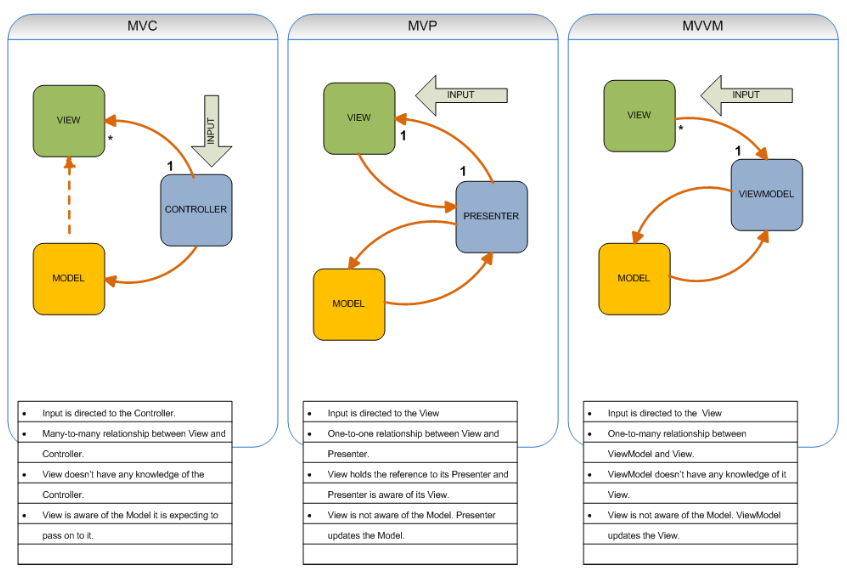 MVC
VIEW
*
INPUT
1
CONTROLLER
MODEL
• Input is directed to the Controller.
• Many-to-many relationship between View and
Controller.
• View doesn't have any knowledge of the
Controller.
• View is aware of the Model it is expecting to
pass on to it.
MVP
INPUT
VIEW
1
1
PRESENTER
MODEL
• Input is directed to the View
• One-to-one relationship between View and
Presenter.
• View holds the reference to its Presenter and
Presenter is aware of its View.
• View is not aware of the Model. Presenter
updates the Model.
MVVM
INPUT
VIEW
*
1
VIEWMODEL
MODEL
• Input is directed to the View
• One-to-many relationship between
ViewModel and View.
• ViewModel doesn't have any knowledge of it
View.
• View is not aware of the Model. ViewModel
updates the View.